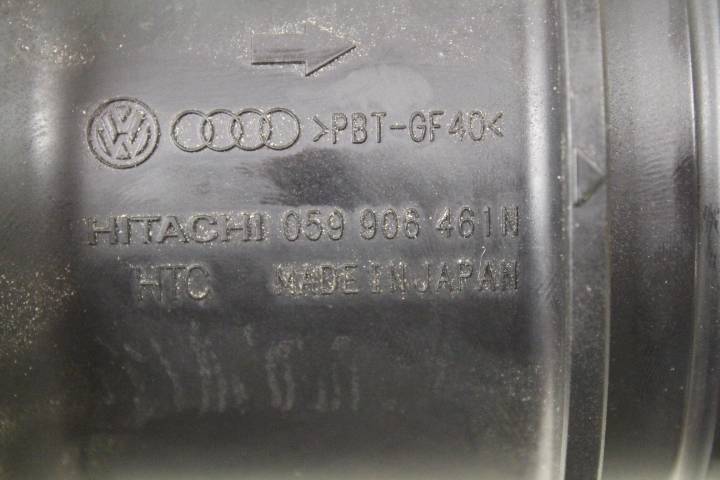 >PBT-GF40<
HITACHI 059 906 461N
HTC MADE IN JAPAN